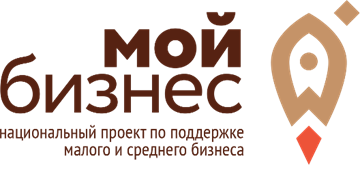 мой
бизнес
национальный проект по поддержке
малого и среднего бизнеса